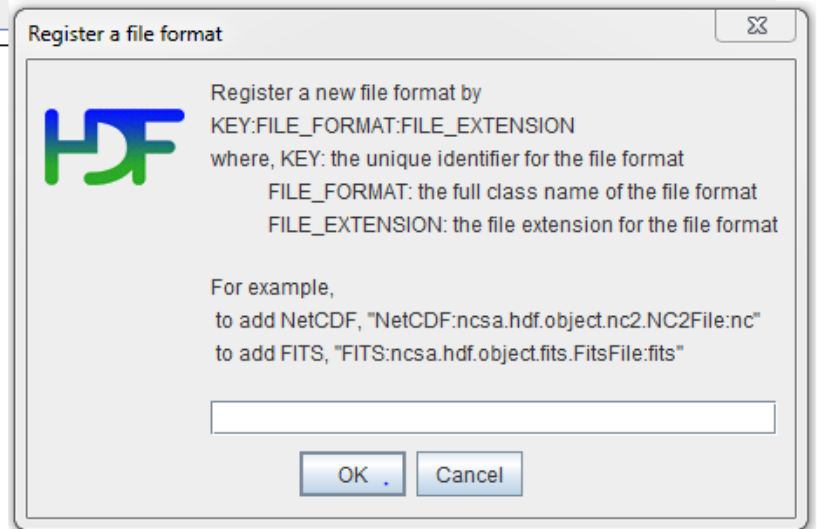 Register a file format
HDF
Register a new file format by
KEY:FILE_FORMAT:FILE_EXTENSION
where, KEY: the unique identifier for the file format
FILE_FORMAT: the full class name of the file format
FILE_EXTENSION: the file extension for the file format
For example,
to add NetCDF, "NetCDF:ncsa.hdf.object.nc2.NC2File:nc"
to add FITS, "FITS:ncsa.hdf.object.fits.FitsFile:fits"
OK
Cancel